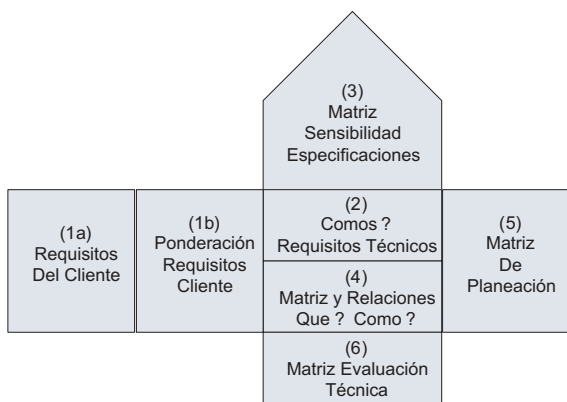 (3)
Matriz
Sensibilidad
Especificaciones
(1a)
Requisitos
Del Cliente
(1b)
Ponderación
Requisitos
Cliente
(2)
Comos ?
Requisitos Técnicos
(4)
Matriz y Relaciones
Que ? Como ?
(5)
Matriz
De
Planeación
(6)
Matriz Evaluación
Técnica